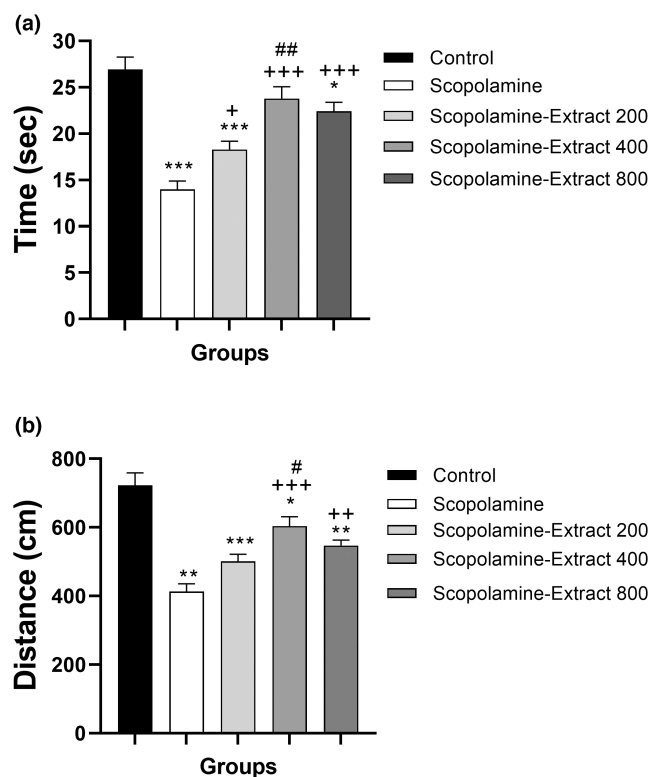 (a)
Time (sec)
30
25
20
15
10
5
0
***
+
***
##
+++
+++
*
Groups
Control
Scopolamine
Scopolamine-Extract 200
Scopolamine-Extract 400
Scopolamine-Extract 800
(b)
Distance (cm)
800
600
400
200
0
**
***
#
+++
*
++
**
Groups
Control
Scopolamine
Scopolamine-Extract 200
Scopolamine-Extract 400
Scopolamine-Extract 800